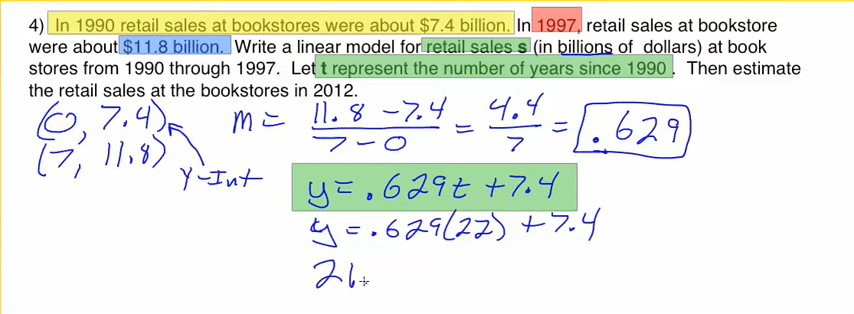 4) In 1990 retail sales at bookstores were about $7.4 billion. In 1997, retail sales at bookstore
were about $11.8 billion. Write a linear model for retail sales s (in billions of dollars) at book
stores from 1990 through 1997. Let t represent the number of years since 1990 . Then estimate
the retail sales at the bookstores in 2012.
(0, 7.4) m = 11.8 - 7.4 / 7 - 0 = 4.4 / 7 = .629
(7, 11.8)
Y-Int
y = .629t + 7.4
y = .629(22) + 7.4
21